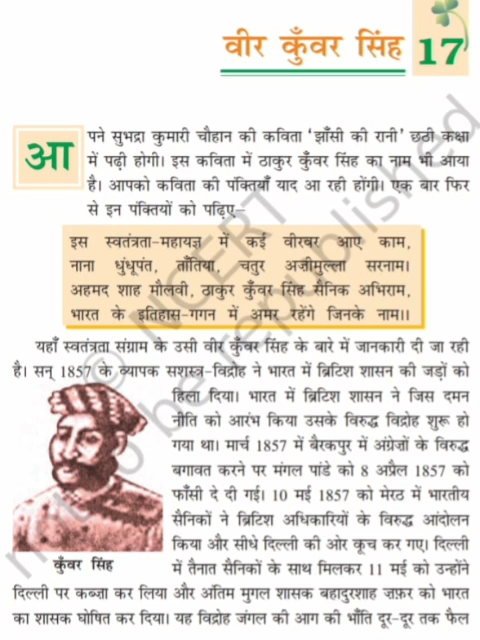 वीर कुँवर सिंह 17
आपने सुभद्रा कुमारी चौहान की कविता 'झाँसी की रानी' छठी कक्षा
में पढ़ी होगी। इस कविता में ठाकुर कुँवर सिंह का नाम भी आया
है। आपको कविता की पंक्तियाँ याद आ रही होंगी। एक बार फिर
से इन पंक्तियों को पढ़िए–
इस स्वतंत्रता-महायज्ञ में कई वीरवर आए काम,
नाना धुंधूपंत, ताँतिया, चतुर अज़ीमुल्ला सरनाम।
अहमद शाह मौलवी, ठाकुर कुँवर सिंह सैनिक अभिराम,
भारत के इतिहास-गगन में अमर रहेंगे जिनके नाम।।
यहाँ स्वतंत्रता संग्राम के उसी वीर कुँवर सिंह के बारे में जानकारी दी जा रही
है। सन् 1857 के व्यापक सशस्त्र-विद्रोह ने भारत में ब्रिटिश शासन की जड़ों को
हिला दिया। भारत में ब्रिटिश शासन ने जिस दमन
नीति को आरंभ किया उसके विरुद्ध विद्रोह शुरू हो
गया था। मार्च 1857 में बैरकपुर में अंग्रेज़ों के विरुद्ध
बगावत करने पर मंगल पांडे को 8 अप्रैल 1857 को
फाँसी दे दी गई। 10 मई 1857 को मेरठ में भारतीय
सैनिकों ने ब्रिटिश अधिकारियों के विरुद्ध आंदोलन
किया और सीधे दिल्ली की ओर कूच कर गए। दिल्ली
कुँवर सिंह
में तैनात सैनिकों के साथ मिलकर 11 मई को उन्होंने
दिल्ली पर कब्ज़ा कर लिया और अंतिम मुगल शासक बहादुरशाह ज़फ़र को भारत
का शासक घोषित कर दिया। यह विद्रोह जंगल की आग की भाँति दूर-दूर तक फैल
© NCERT
not to be republished